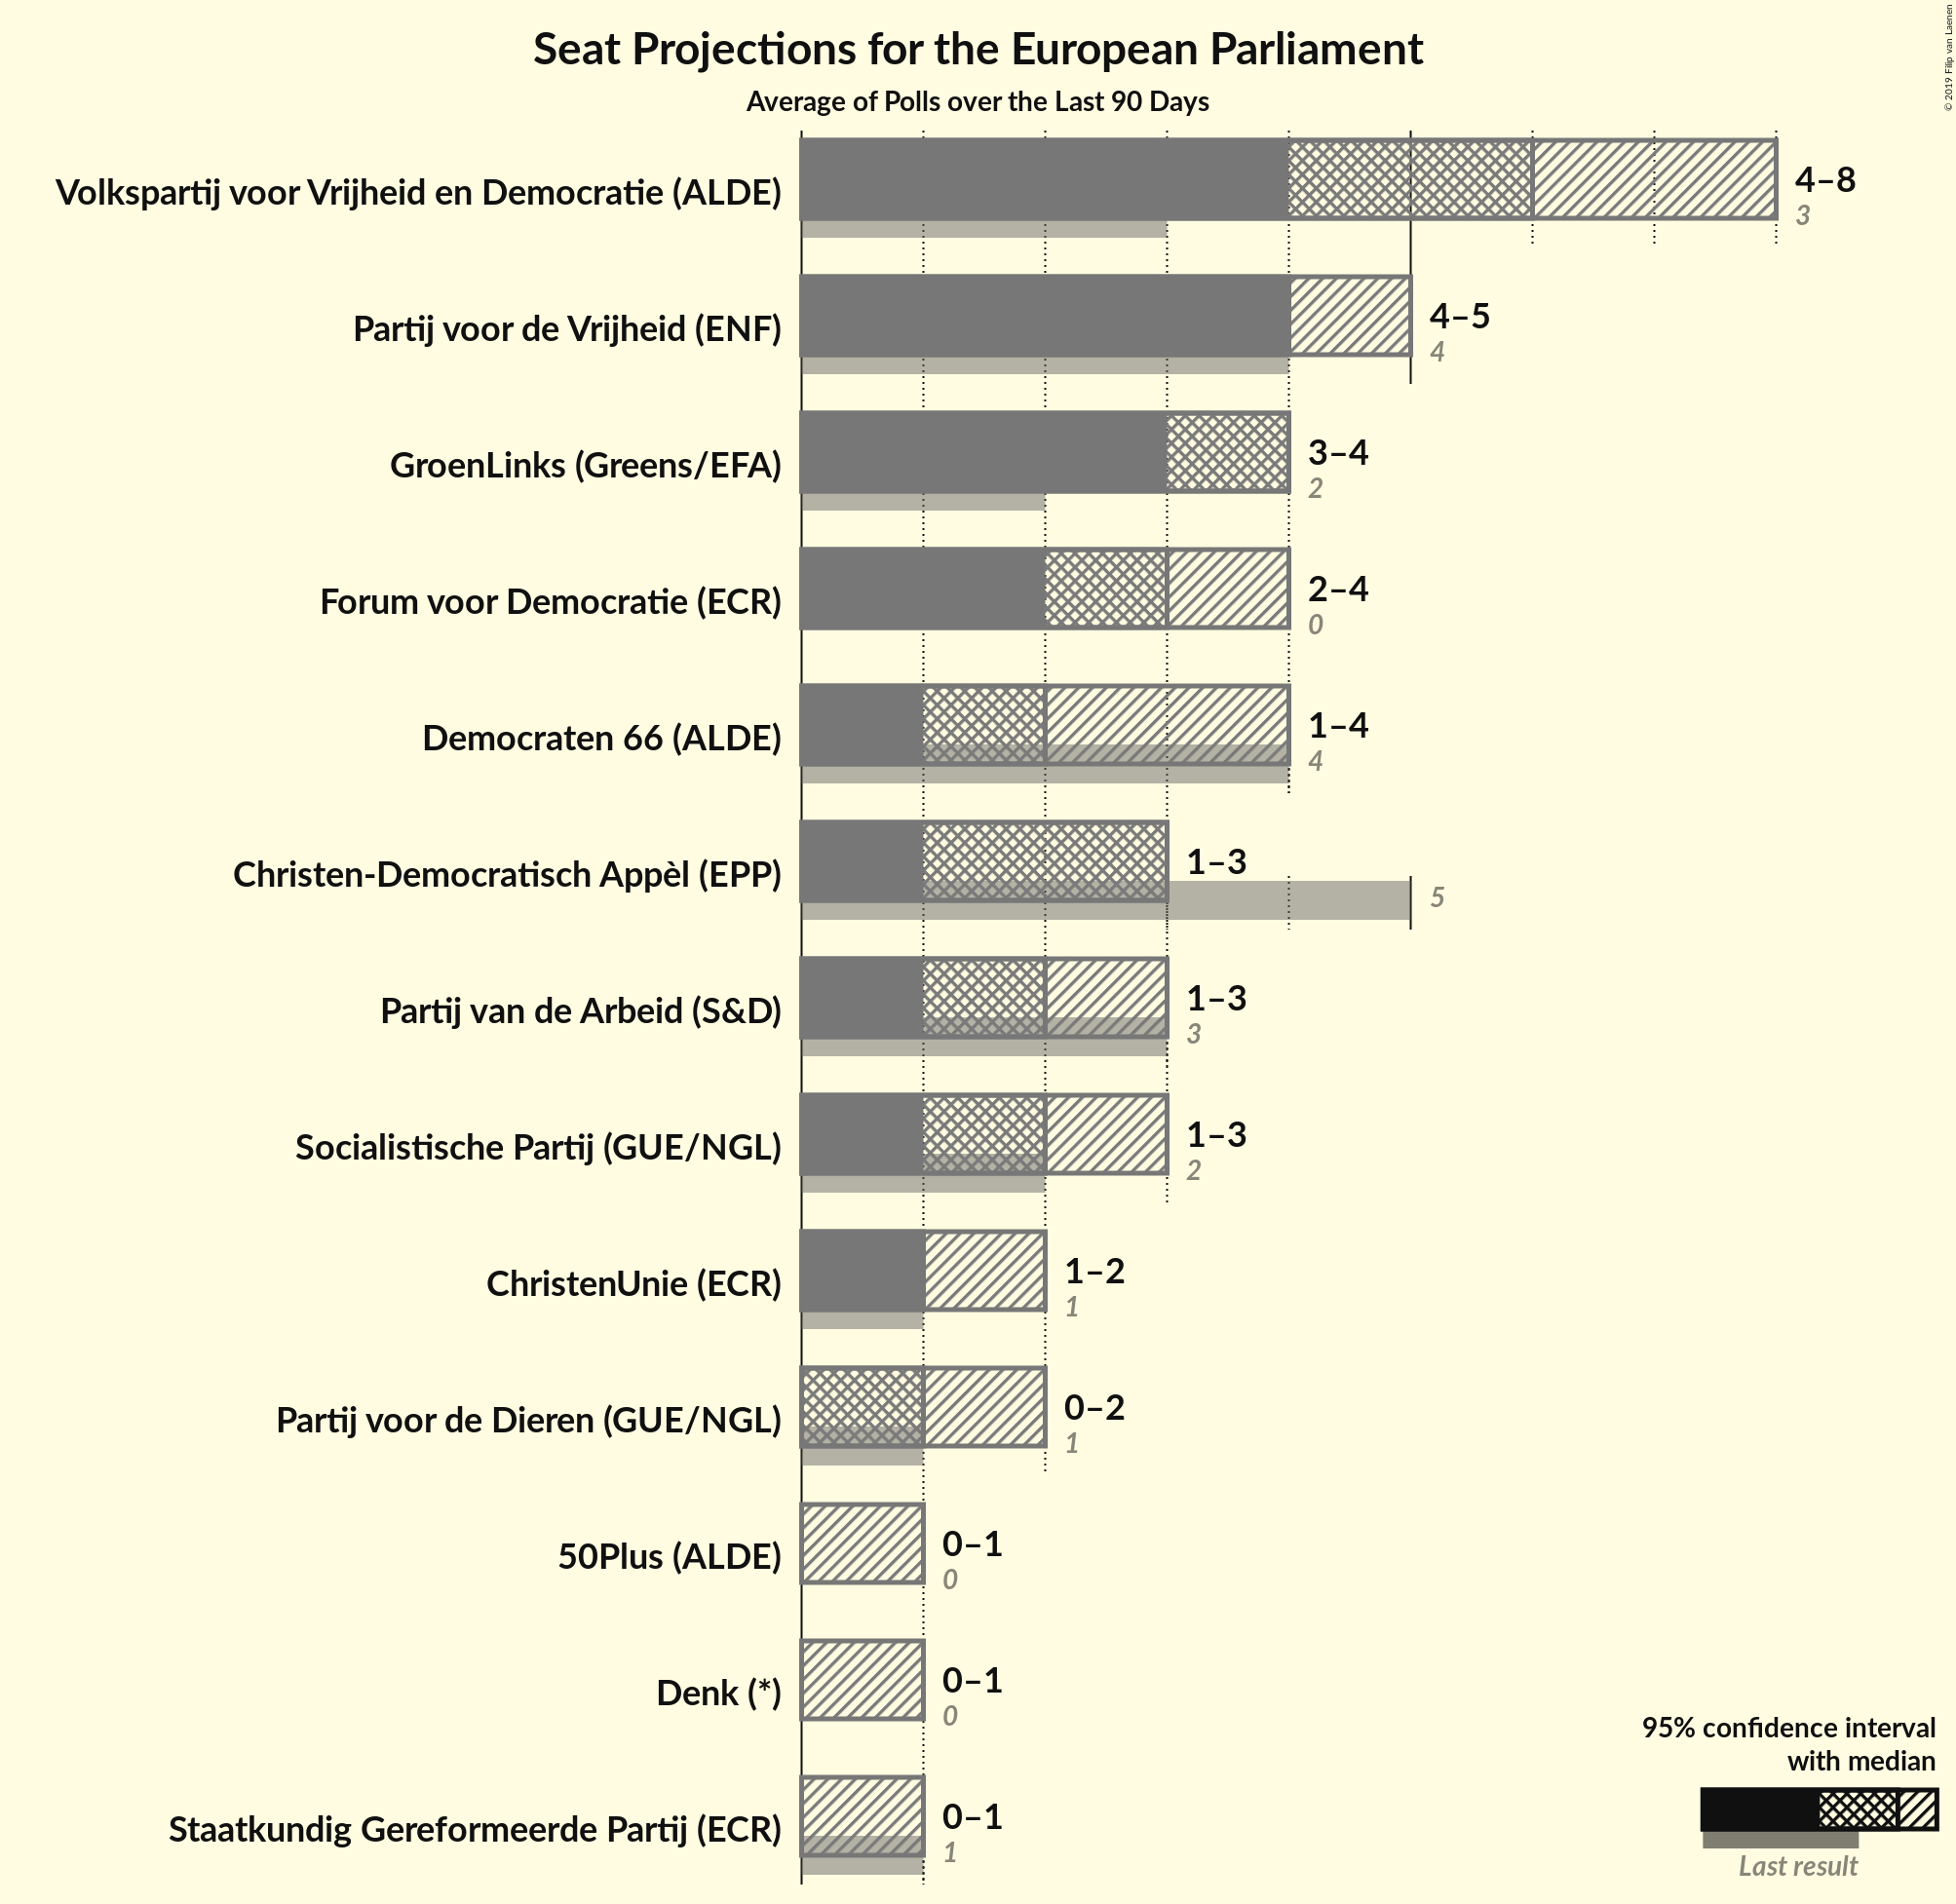 Seat Projections for the European Parliament
Average of Polls over the Last 90 Days
© 2019 Filip van Laenen
Volkspartij voor Vrijheid en Democratie (ALDE)
4–8
3
Partij voor de Vrijheid (ENF)
4–5
4
GroenLinks (Greens/EFA)
3–4
2
Forum voor Democratie (ECR)
2–4
0
Democraten 66 (ALDE)
1–4
4
Christen-Democratisch Appèl (EPP)
1–3
5
Partij van de Arbeid (S&D)
1–3
3
Socialistische Partij (GUE/NGL)
1–3
2
ChristenUnie (ECR)
1–2
1
Partij voor de Dieren (GUE/NGL)
0–2
1
50Plus (ALDE)
0–1
0
Denk (*)
0–1
0
Staatkundig Gereformeerde Partij (ECR)
0–1
1
95% confidence interval
with median
Last result